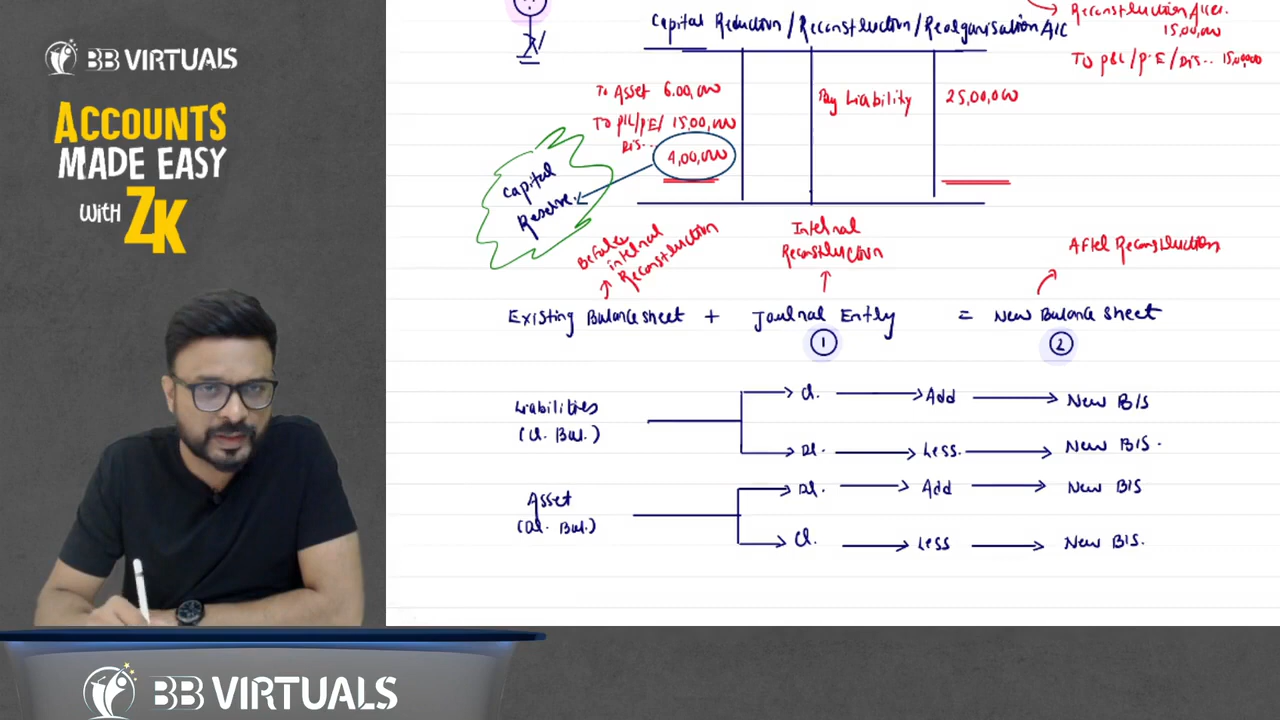 BB VIRTUALS
ACCOUNTS
MADE EASY
WITH ZK
Reconstruction A/c Dr.
15,00,000
To P&L/P.E/Dis.. 15,00,000
Capital Reduction / Reconstruction / Reorganisation A/C
To Asset 6,00,000
By Liability 25,00,000
To P/L/P/E/ 15,00,000
Dis...
4,00,000
Capital
Reserve.
Before
internal
Reconstruction
Internal
Reconstruction
After Reconstruction
Existing Balance sheet + Journal Entry = New Balance sheet
1
2
Liabilities
(Cr. Bal.)
Cr. Add New B/S
Dr. Less. New B/S.
Asset
(Dr. Bal.)
Dr. Add New B/S
Cr. Less New B/S.
BB VIRTUALS